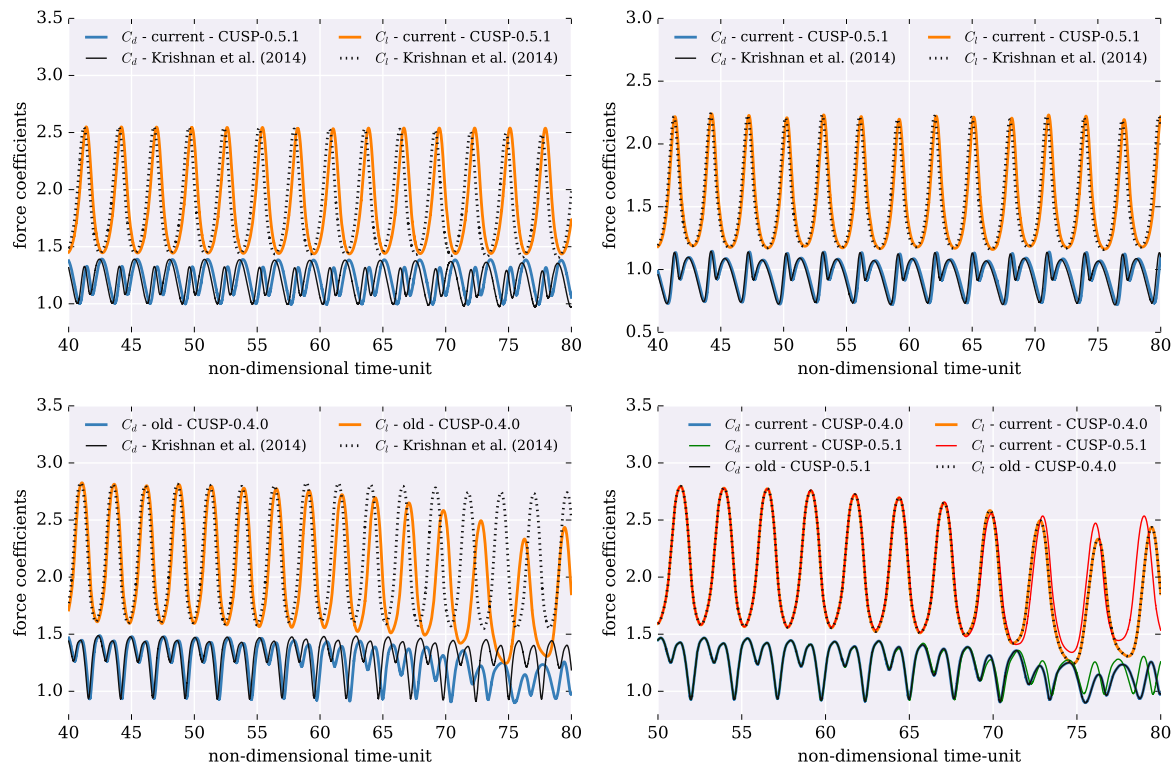 C_d - current - CUSP-0.5.1 C_l - current - CUSP-0.5.1
C_d - Krishnan et al. (2014) C_l - Krishnan et al. (2014)
3.5
3.0
2.5
2.0
1.5
1.0
force coefficients
40 45 50 55 60 65 70 75 80
non-dimensional time-unit
C_d - current - CUSP-0.5.1 C_l - current - CUSP-0.5.1
C_d - Krishnan et al. (2014) C_l - Krishnan et al. (2014)
3.0
2.5
2.0
1.5
1.0
0.5
force coefficients
40 45 50 55 60 65 70 75 80
non-dimensional time-unit
C_d - old - CUSP-0.4.0 C_l - old - CUSP-0.4.0
C_d - Krishnan et al. (2014) C_l - Krishnan et al. (2014)
3.5
3.0
2.5
2.0
1.5
1.0
force coefficients
40 45 50 55 60 65 70 75 80
non-dimensional time-unit
C_d - current - CUSP-0.4.0 C_l - current - CUSP-0.4.0
C_d - current - CUSP-0.5.1 C_l - current - CUSP-0.5.1
C_d - old - CUSP-0.5.1 C_l - old - CUSP-0.4.0
3.5
3.0
2.5
2.0
1.5
1.0
force coefficients
50 55 60 65 70 75 80
non-dimensional time-unit